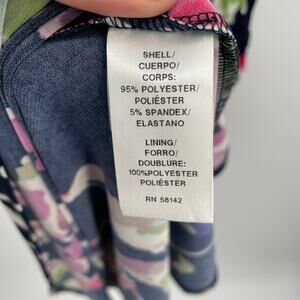 SHELL/
CUERPO/
CORPS:
95% POLYESTER/
POLIÉSTER
5% SPANDEX/
ELASTANO
LINING/
FORRO/
DOUBLURE:
100%POLYESTER
POLIÉSTER
RN 58142